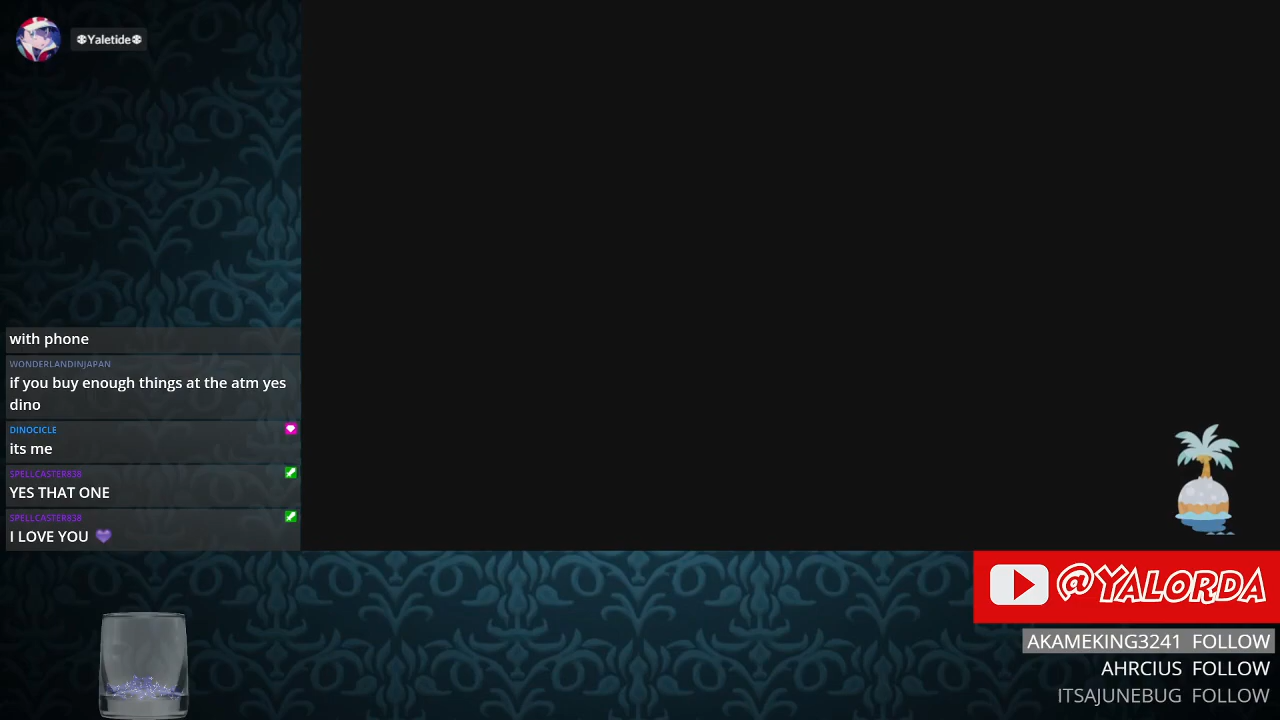 Yaletide
with phone
WONDERLANDINJAPAN
if you buy enough things at the atm yes
dino
DINOCICLE
its me
SPELLCASTER838
YES THAT ONE
SPELLCASTER838
I LOVE YOU 💜
@YALORDA
AKAMEKING3241 FOLLOW
AHRCIUS FOLLOW
ITSAJUNEBUG FOLLOW